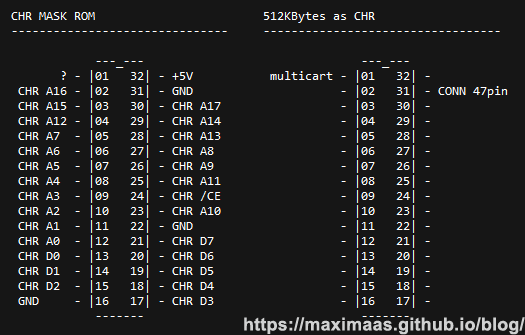 CHR MASK ROM                      512KBytes as CHR
-------------------------------     ----------------------------------
            ---_---                                ---_---
       ? - |01   32| - +5V           multicart - |01   32| -
 CHR A16 - |02   31| - GND                     - |02   31| - CONN 47pin
 CHR A15 - |03   30| - CHR A17                 - |03   30| -
 CHR A12 - |04   29| - CHR A14                 - |04   29| -
 CHR A7  - |05   28| - CHR A13                 - |05   28| -
 CHR A6  - |06   27| - CHR A8                  - |06   27| -
 CHR A5  - |07   26| - CHR A9                  - |07   26| -
 CHR A4  - |08   25| - CHR A11                 - |08   25| -
 CHR A3  - |09   24| - CHR /CE                 - |09   24| -
 CHR A2  - |10   23| - CHR A10                 - |10   23| -
 CHR A1  - |11   22| - GND                     - |11   22| -
 CHR A0  - |12   21| - CHR D7                  - |12   21| -
 CHR D0  - |13   20| - CHR D6                  - |13   20| -
 CHR D1  - |14   19| - CHR D5                  - |14   19| -
 CHR D2  - |15   18| - CHR D4                  - |15   18| -
 GND     - |16   17| - CHR D3                  - |16   17| -
            -------                                -------
https://maximaas.github.io/blog/